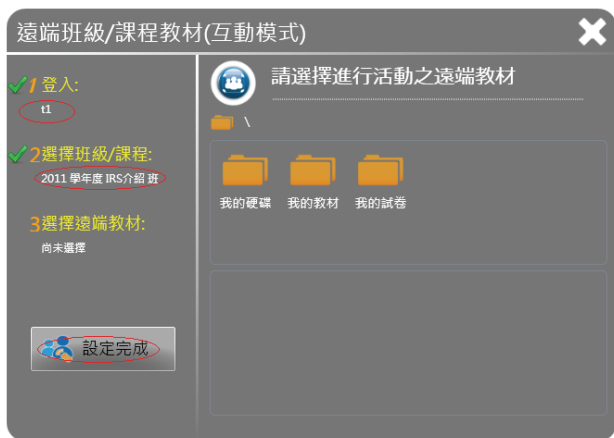 遠端班級/課程教材(互動模式)
1 登入:
t1
2選擇班級/課程:
2011 學年度 IRS介紹 班
3選擇遠端教材:
尚未選擇
設定完成
請選擇進行活動之遠端教材
\
我的硬碟 我的教材 我的試卷